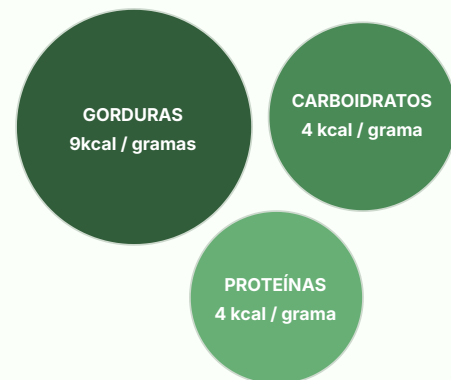 GORDURAS
9kcal / gramas
CARBOIDRATOS
4 kcal / grama
PROTEÍNAS
4 kcal / grama